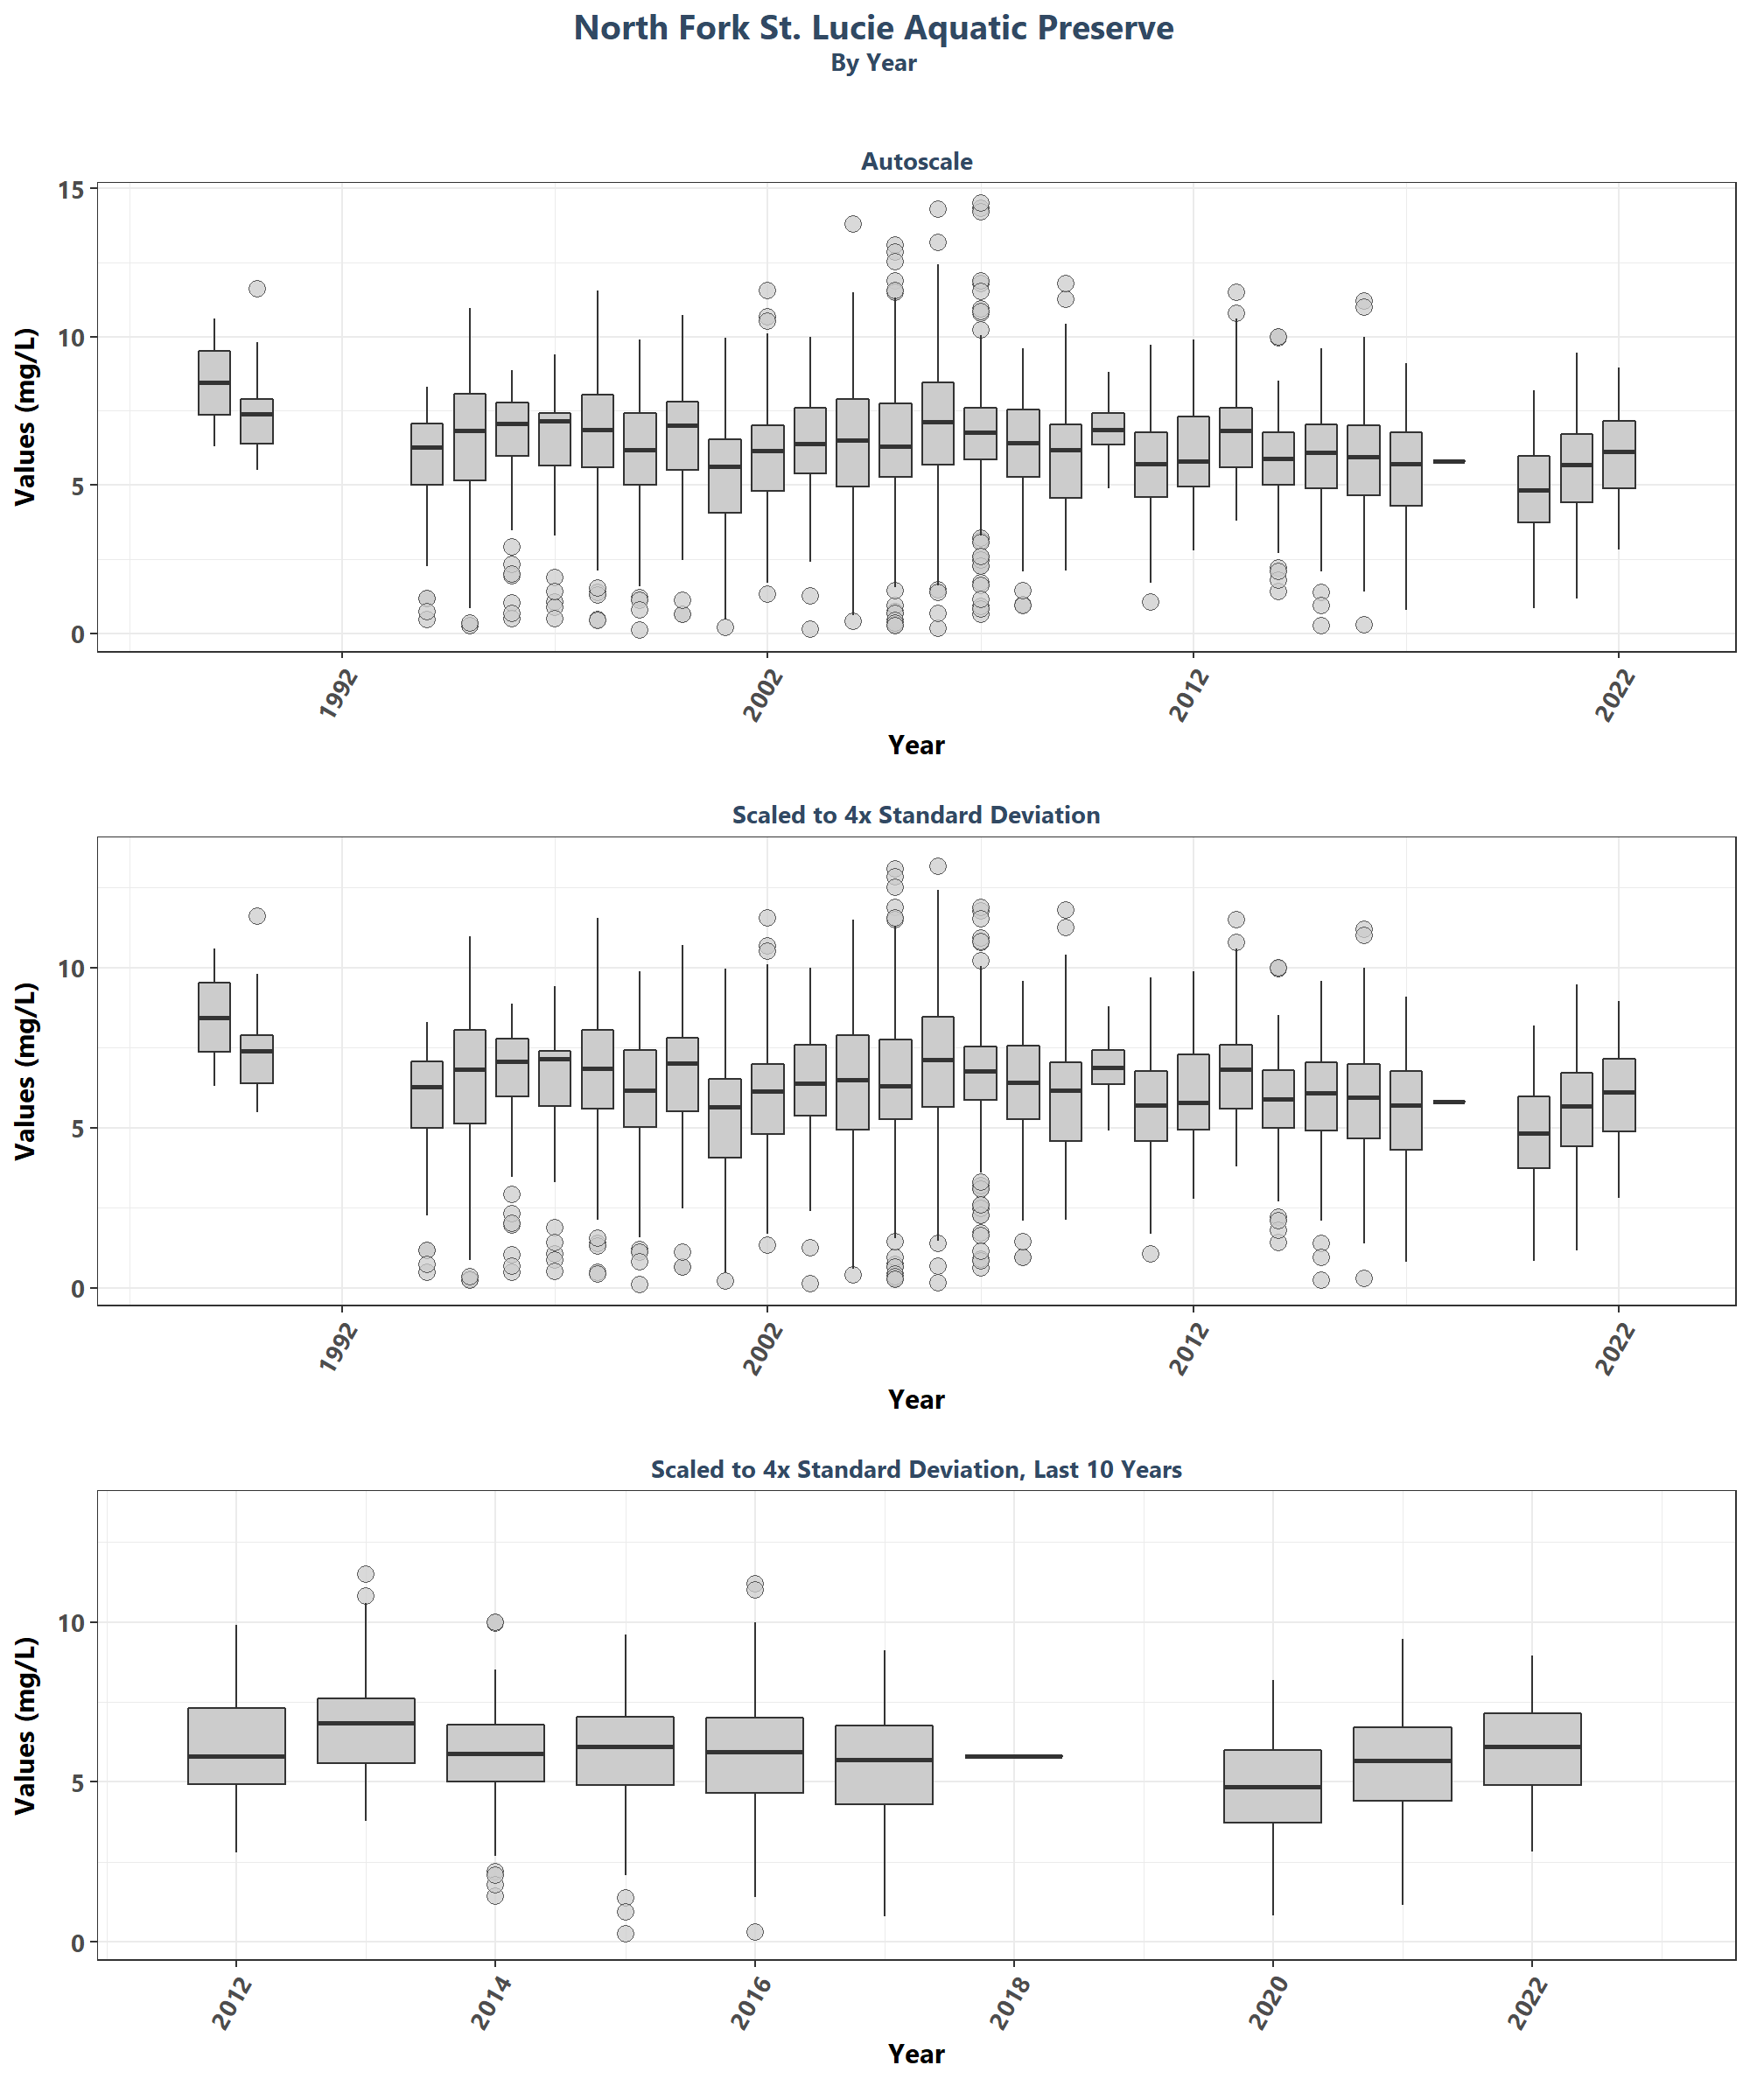 North Fork St. Lucie Aquatic Preserve
By Year
Autoscale
Values (mg/L)
15
10
5
0
1992
2002
2012
2022
Year
Scaled to 4x Standard Deviation
Values (mg/L)
10
5
0
1992
2002
2012
2022
Year
Scaled to 4x Standard Deviation, Last 10 Years
Values (mg/L)
10
5
0
2012
2014
2016
2018
2020
2022
Year